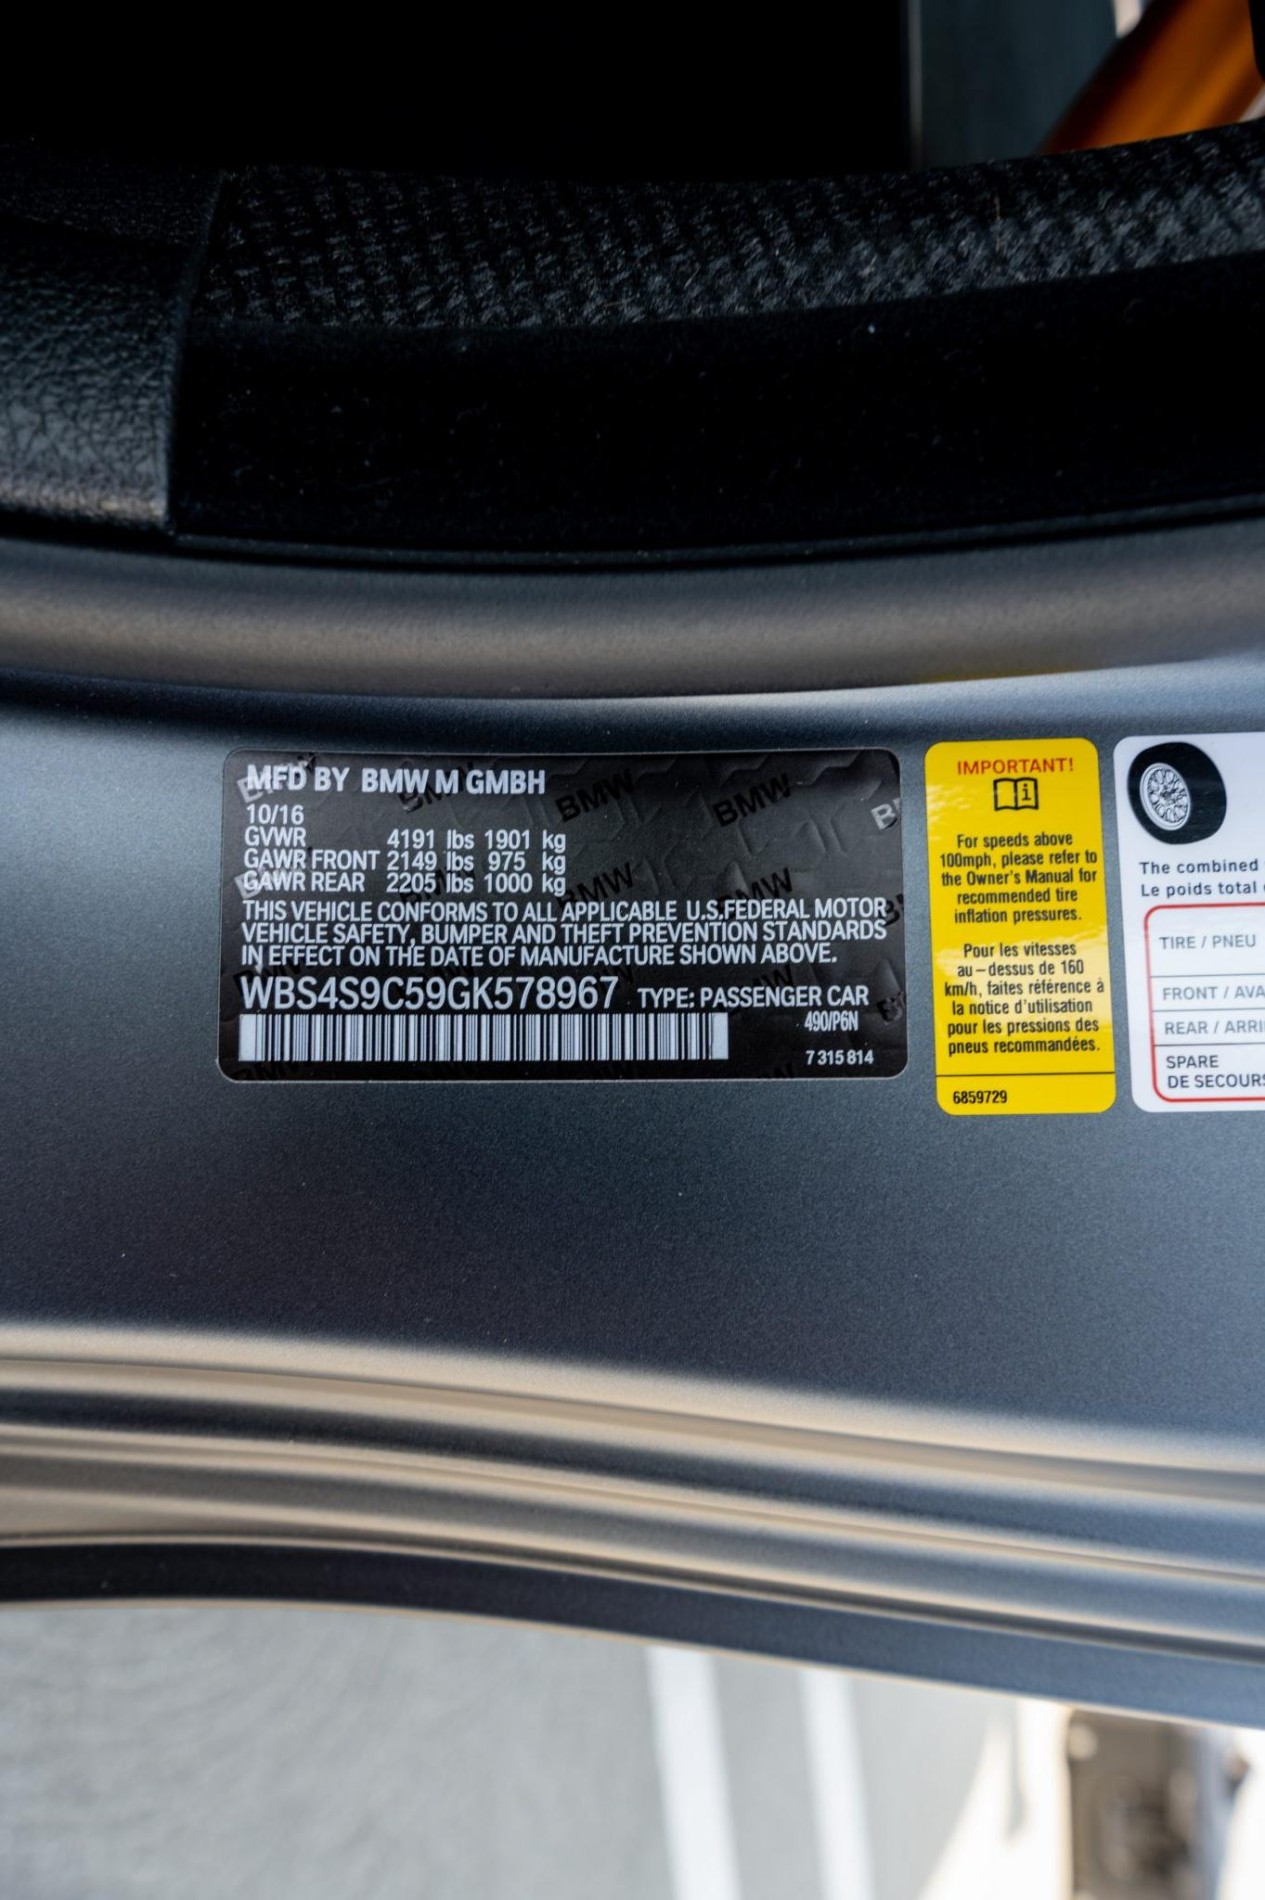 MFD BY BMW M GMBH
10/16
GVWR 4191 lbs 1901 kg
GAWR FRONT 2149 lbs 975 kg
GAWR REAR 2205 lbs 1000 kg
THIS VEHICLE CONFORMS TO ALL APPLICABLE U.S.FEDERAL MOTOR
VEHICLE SAFETY, BUMPER AND THEFT PREVENTION STANDARDS
IN EFFECT ON THE DATE OF MANUFACTURE SHOWN ABOVE.
WBS4S9C59GK578967 TYPE: PASSENGER CAR
490/P6N
7 315 814
IMPORTANT!
For speeds above
100mph, please refer to
the Owner's Manual for
recommended tire
inflation pressures.
Pour les vitesses
au-dessus de 160
km/h, faites référence à
la notice d'utilisation
pour les pressions des
pneus recommandées.
6859729
The combined
Le poids total
TIRE / PNEU
FRONT / AVA
REAR / ARRI
SPARE
DE SECOURS